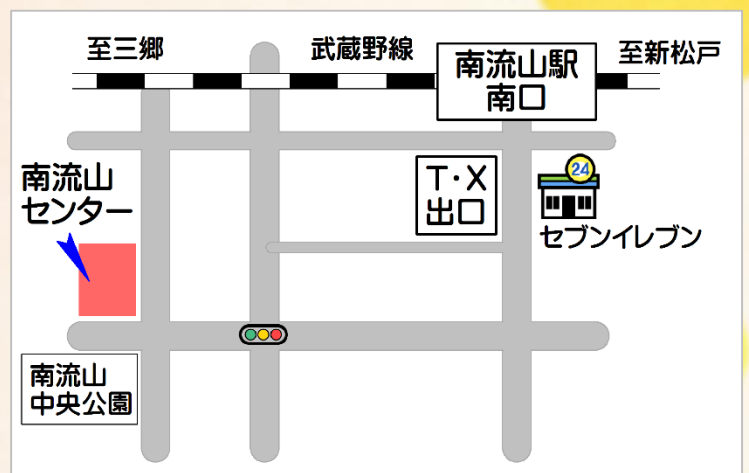 至三郷
武蔵野線
南流山駅
南口
至新松戸
南流山
センター
T・X
出口
24
セブンイレブン
南流山
中央公園